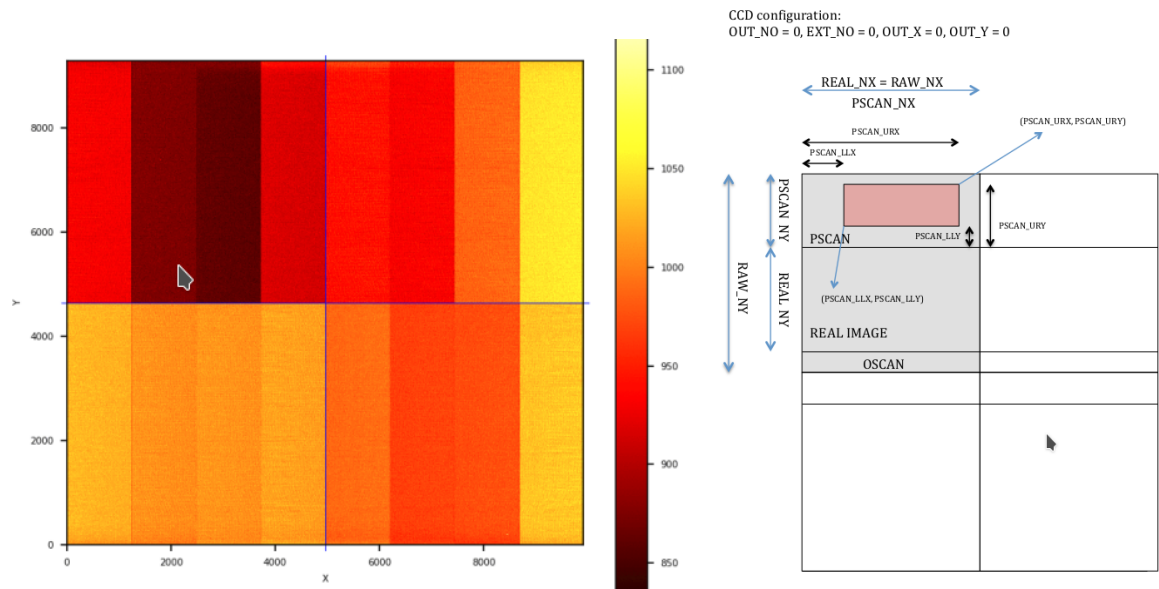 CCD configuration:
OUT_NO = 0, EXT_NO = 0, OUT_X = 0, OUT_Y = 0
8000
6000
4000
2000
0
Y
0
2000
4000
6000
8000
X
1100
1050
1000
950
900
850
REAL_NX = RAW_NX
PSCAN_NX
(PSCAN_URX, PSCAN_URY)
PSCAN_URX
PSCAN_LLX
PSCAN_NY
PSCAN_URY
PSCAN_LLY
PSCAN
RAW_NY
REAL_NY
(PSCAN_LLX, PSCAN_LLY)
REAL IMAGE
OSCAN